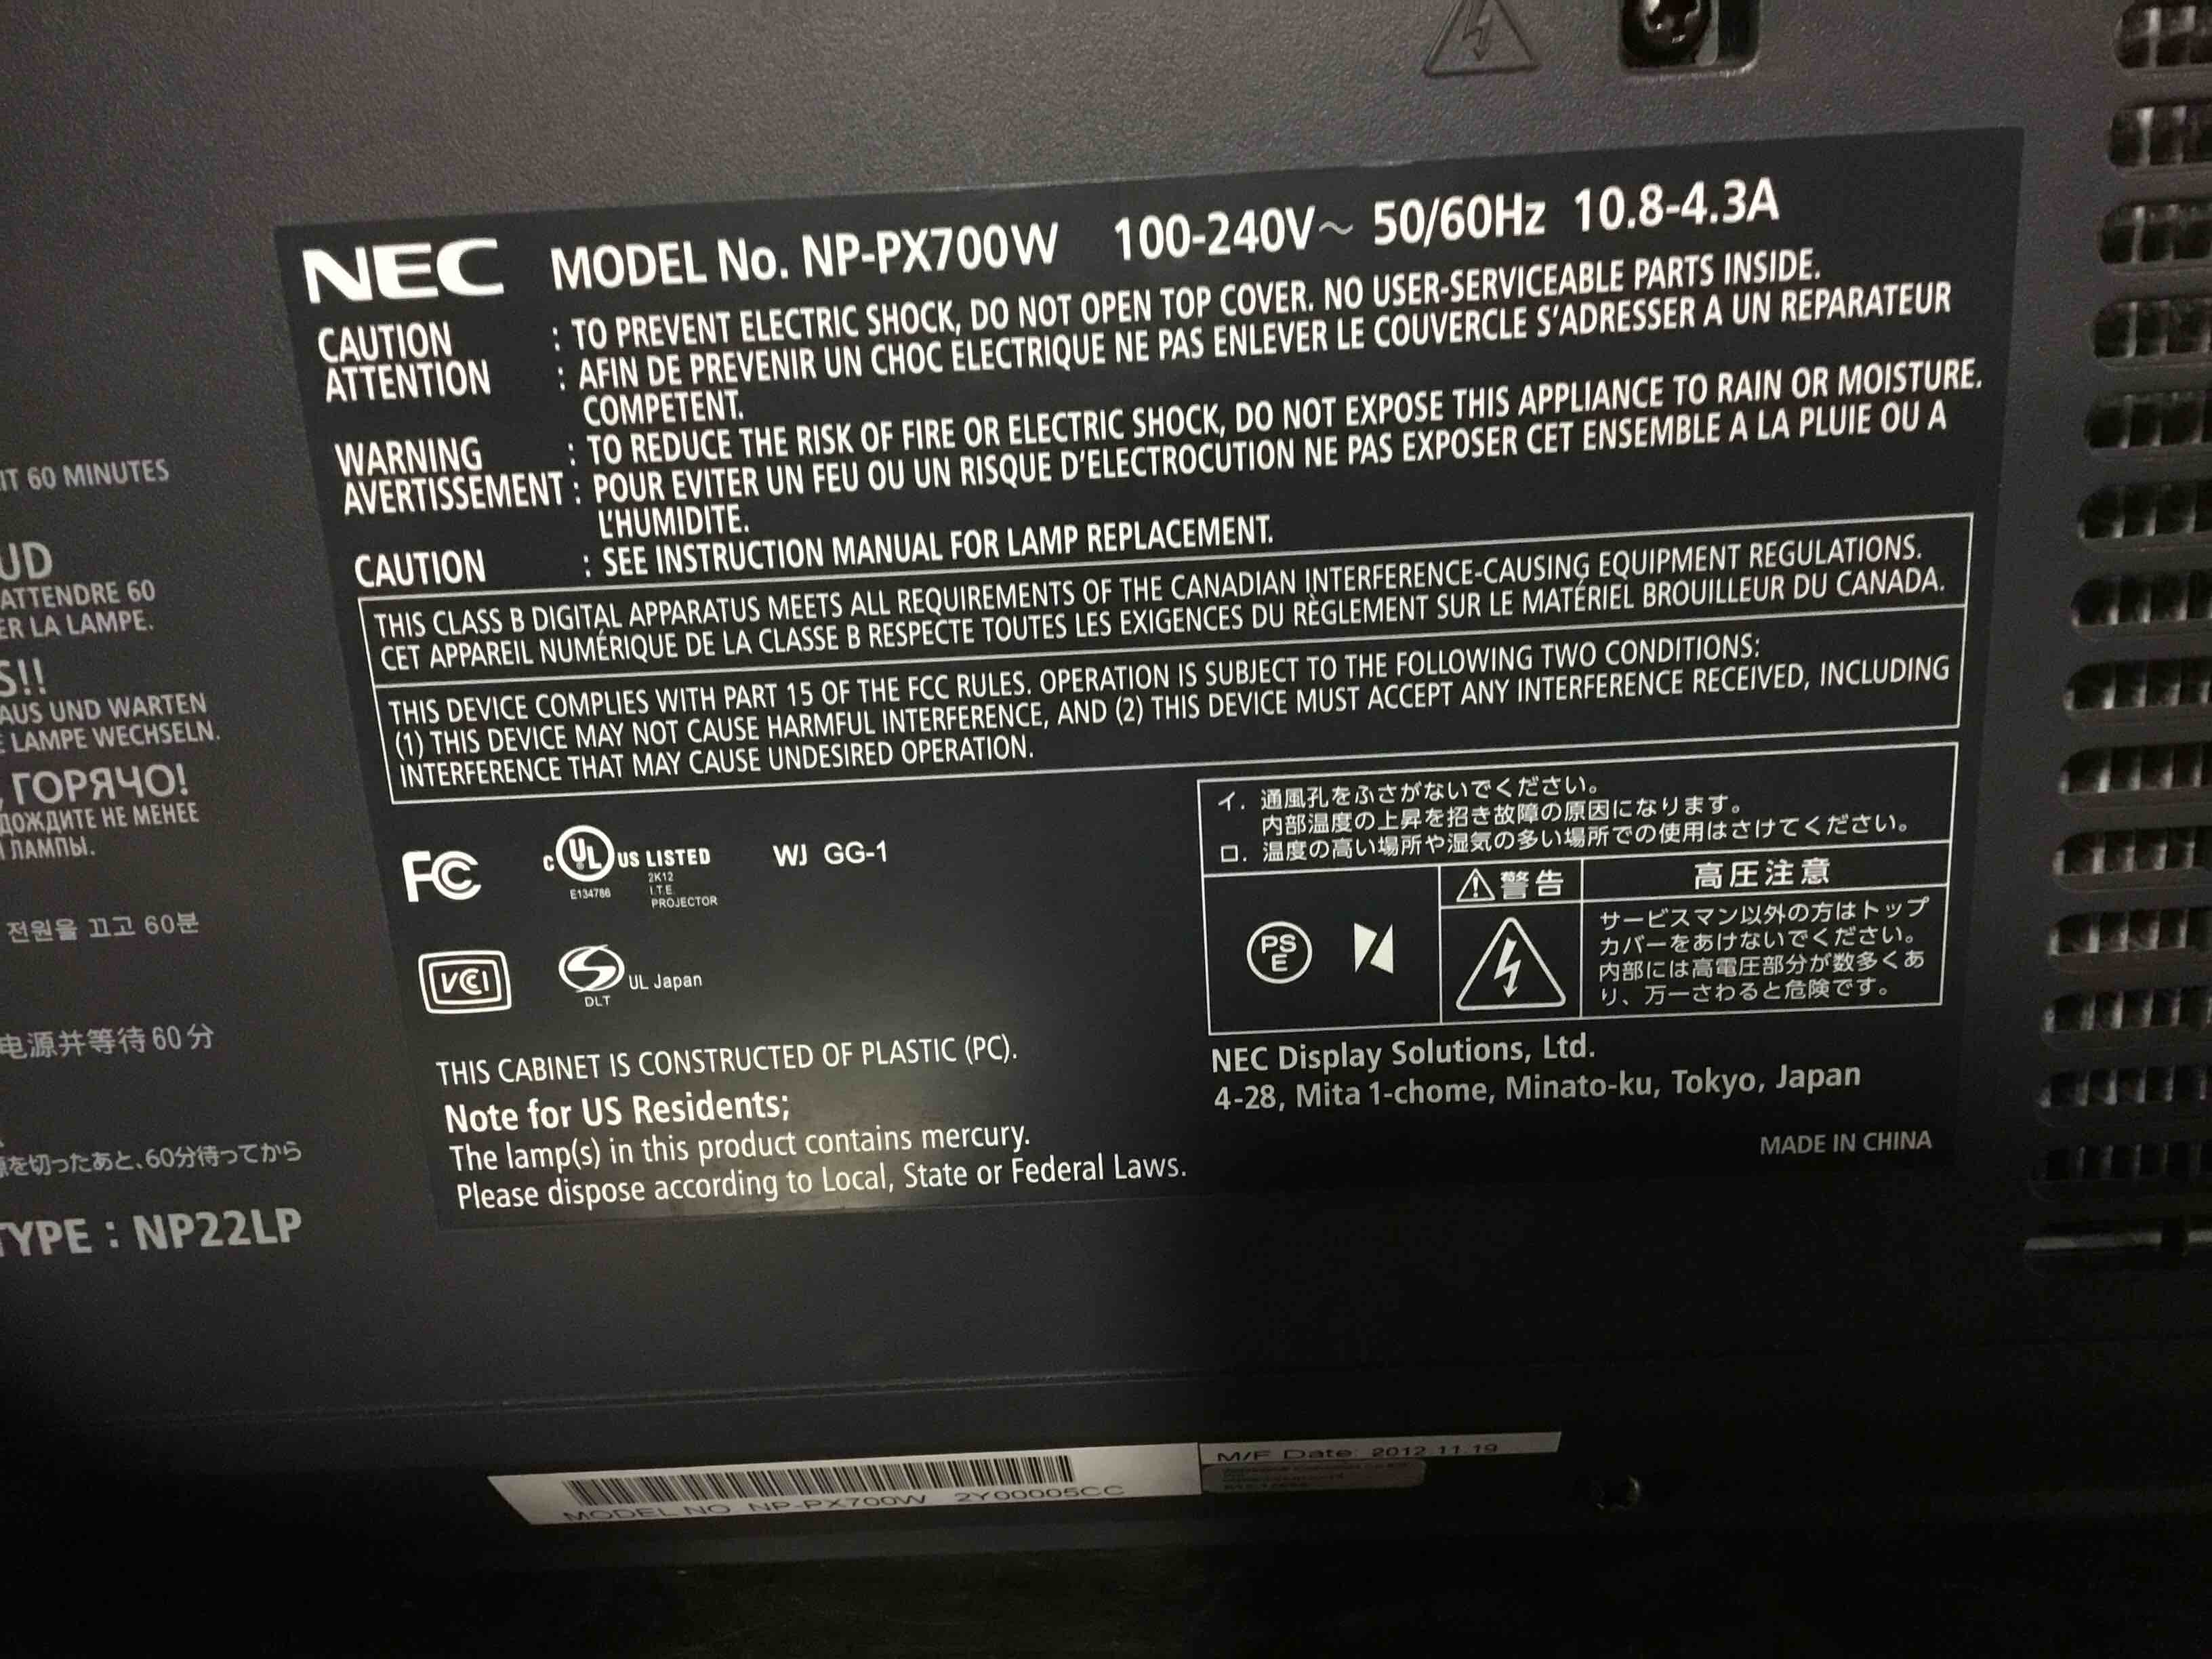 NEC MODEL No. NP-PX700W 100-240V~ 50/60Hz 10.8-4.3A
CAUTION : TO PREVENT ELECTRIC SHOCK, DO NOT OPEN TOP COVER. NO USER-SERVICEABLE PARTS INSIDE.
ATTENTION : AFIN DE PREVENIR UN CHOC ELECTRIQUE NE PAS ENLEVER LE COUVERCLE S'ADRESSER A UN REPARATEUR
COMPETENT.
WARNING : TO REDUCE THE RISK OF FIRE OR ELECTRIC SHOCK, DO NOT EXPOSE THIS APPLIANCE TO RAIN OR MOISTURE.
AVERTISSEMENT : POUR EVITER UN FEU OU UN RISQUE D'ELECTROCUTION NE PAS EXPOSER CET ENSEMBLE A LA PLUIE OU A
L'HUMIDITE.
CAUTION : SEE INSTRUCTION MANUAL FOR LAMP REPLACEMENT.
THIS CLASS B DIGITAL APPARATUS MEETS ALL REQUIREMENTS OF THE CANADIAN INTERFERENCE-CAUSING EQUIPMENT REGULATIONS.
CET APPAREIL NUMÉRIQUE DE LA CLASSE B RESPECTE TOUTES LES EXIGENCES DU RÈGLEMENT SUR LE MATÉRIEL BROUILLEUR DU CANADA.
THIS DEVICE COMPLIES WITH PART 15 OF THE FCC RULES. OPERATION IS SUBJECT TO THE FOLLOWING TWO CONDITIONS:
(1) THIS DEVICE MAY NOT CAUSE HARMFUL INTERFERENCE, AND (2) THIS DEVICE MUST ACCEPT ANY INTERFERENCE RECEIVED, INCLUDING
INTERFERENCE THAT MAY CAUSE UNDESIRED OPERATION.
FC
C UL US LISTED
2K12
E134786 I.T.E.
PROJECTOR
WJ GG-1
VCI
DLT
UL Japan
イ. 通風孔をふさがないでください。
内部温度の上昇を招き故障の原因になります。
ロ. 温度の高い場所や湿気の多い場所での使用はさけてください。
PS
E
警告
高圧注意
サービスマン以外の方はトップ
カバーをあけないでください。
内部には高電圧部分が数多くあ
り、万一さわると危険です。
THIS CABINET IS CONSTRUCTED OF PLASTIC (PC).
Note for US Residents;
The lamp(s) in this product contains mercury.
Please dispose according to Local, State or Federal Laws.
NEC Display Solutions, Ltd.
4-28, Mita 1-chome, Minato-ku, Tokyo, Japan
MADE IN CHINA
60 MINUTES
ATTENDRE 60
LA LAMPE.
S!!
AUS UND WARTEN
LAMPE WECHSELN.
ГОРЯЧО!
НЕ МЕНЕЕ
ЛАМПЫ.
전원을 끄고 60분
电源并等待60分
を切ったあと、60分待ってから
TYPE : NP22LP
MODEL NO NP-PX700W 2Y00005CC
M/F Date: 2012.11.19